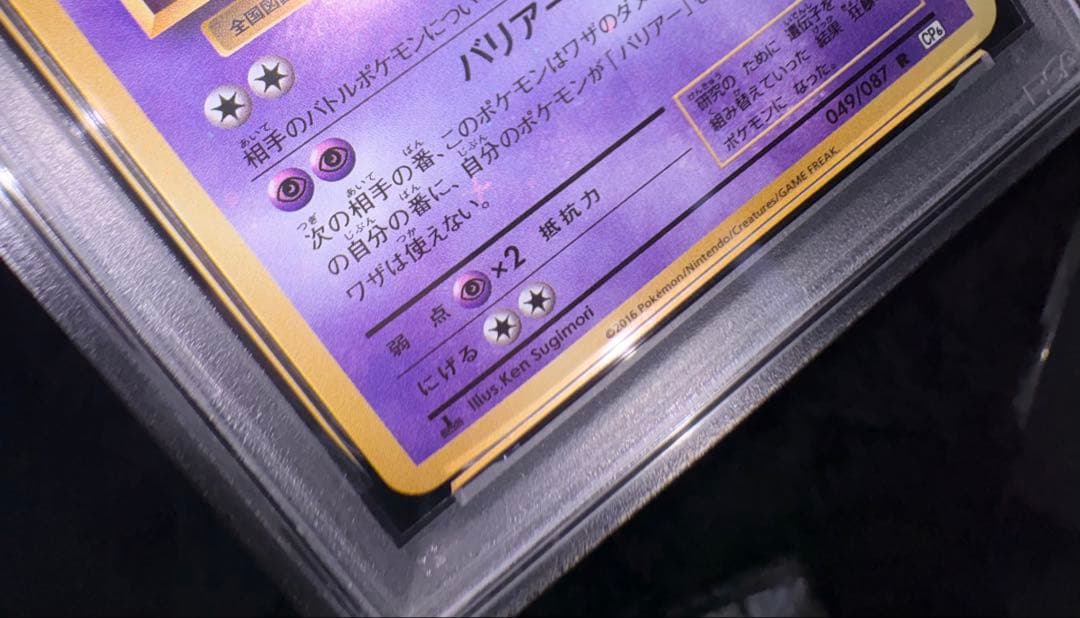 全国図
相手のバトルポケモンについ
バリアー
次の相手の番、このポケモンはワザのダメ
の自分の番に、自分のポケモンが「バリアー」を
ワザは使えない。
弱点 ×2 抵抗力
にげる
Illus. Ken Sugimori
研究の ために 遺伝子を
組み替えていった 結果
ポケモンに なった。
049/087 R CP6
©2016 Pokémon/Nintendo/Creatures/GAME FREAK.